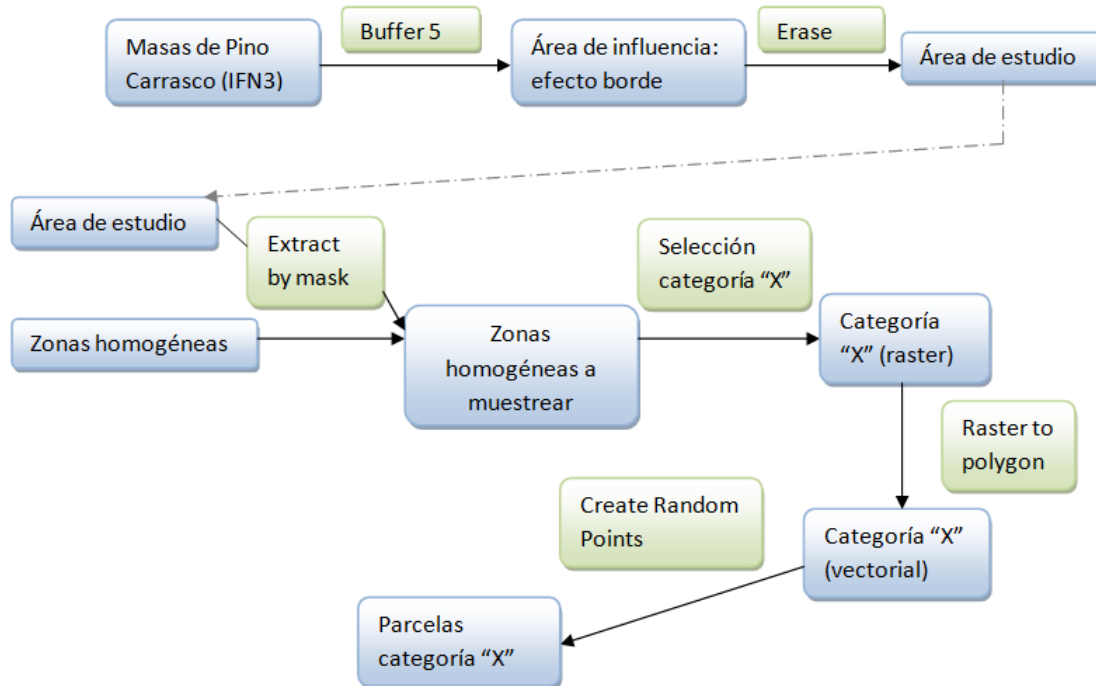 Masas de Pino
Carrasco (IFN3)
Buffer 5
Área de influencia:
efecto borde
Erase
Área de estudio
Área de estudio
Extract
by mask
Selección
categoría “X”
Zonas homogéneas
Zonas
homogéneas a
muestrear
Categoría
“X” (raster)
Raster to
polygon
Create Random
Points
Categoría “X”
(vectorial)
Parcelas
categoría “X”